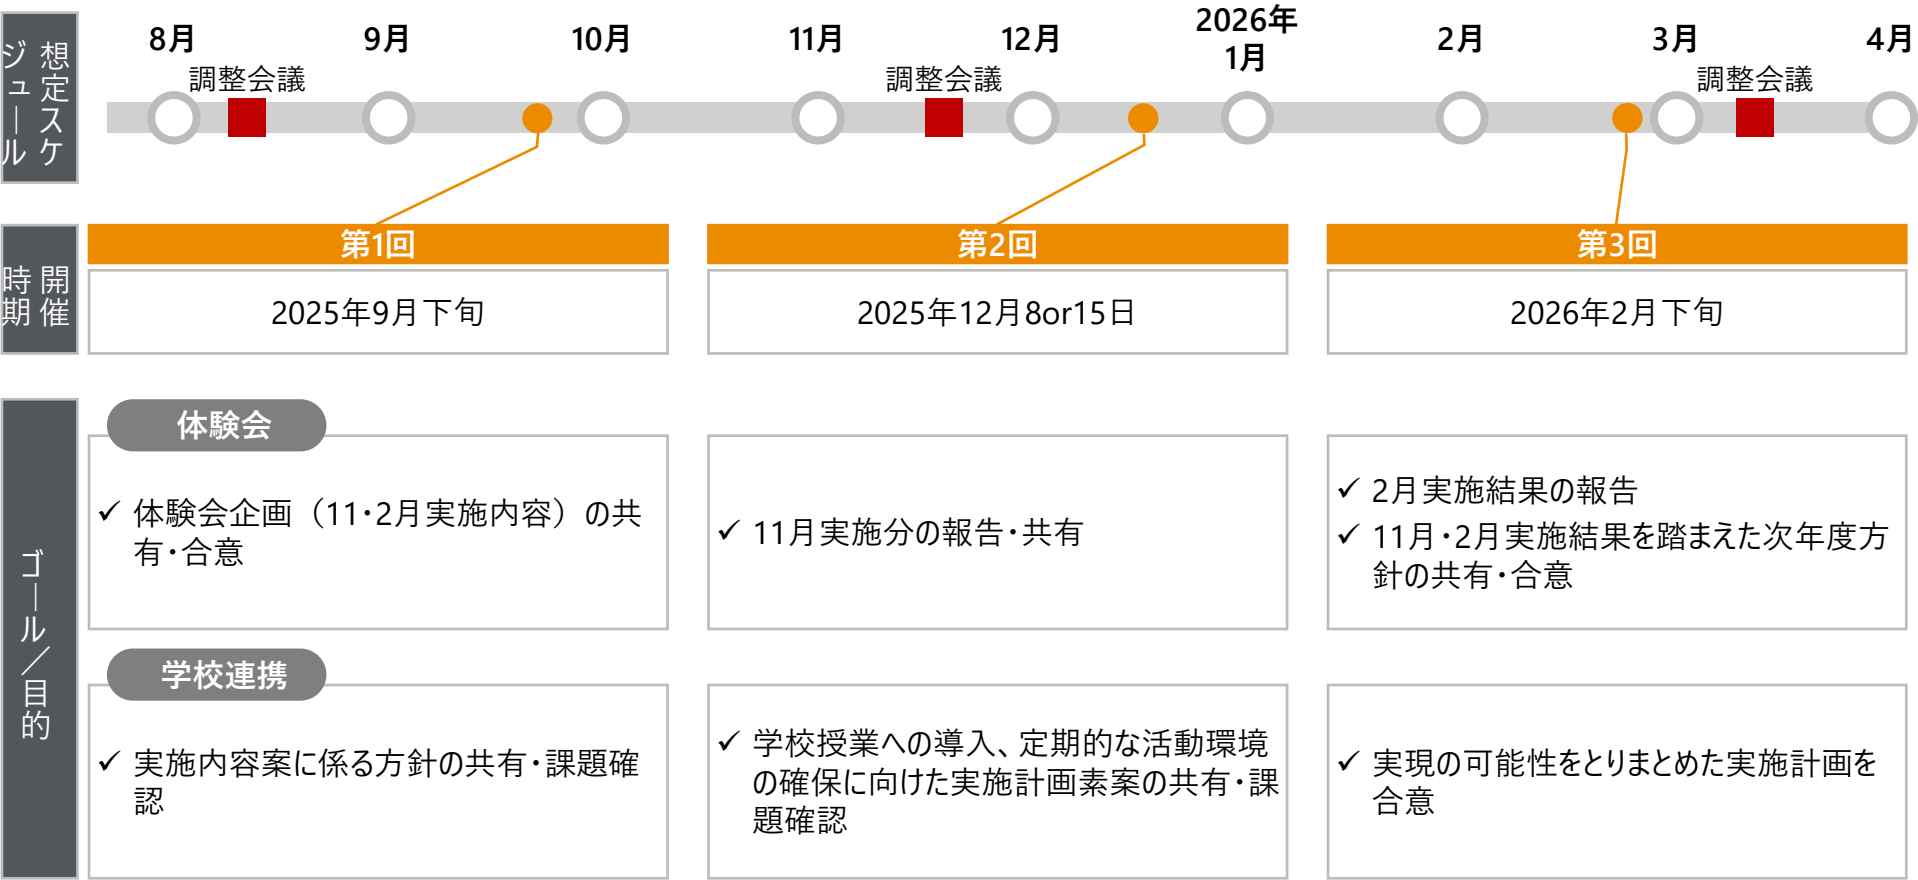 想定スケ
ジュール
8月
9月
10月
11月
12月
2026年
1月
2月
3月
4月
調整会議
調整会議
調整会議
開催
時期
第1回
第2回
第3回
2025年9月下旬
2025年12月8or15日
2026年2月下旬
ゴール／目的
体験会
✓ 体験会企画（11・2月実施内容）の共
有・合意
✓ 11月実施分の報告・共有
✓ 2月実施結果の報告
✓ 11月・2月実施結果を踏まえた次年度方
針の共有・合意
学校連携
✓ 実施内容案に係る方針の共有・課題確
認
✓ 学校授業への導入、定期的な活動環境
の確保に向けた実施計画素案の共有・課
題確認
✓ 実現の可能性をとりまとめた実施計画を
合意